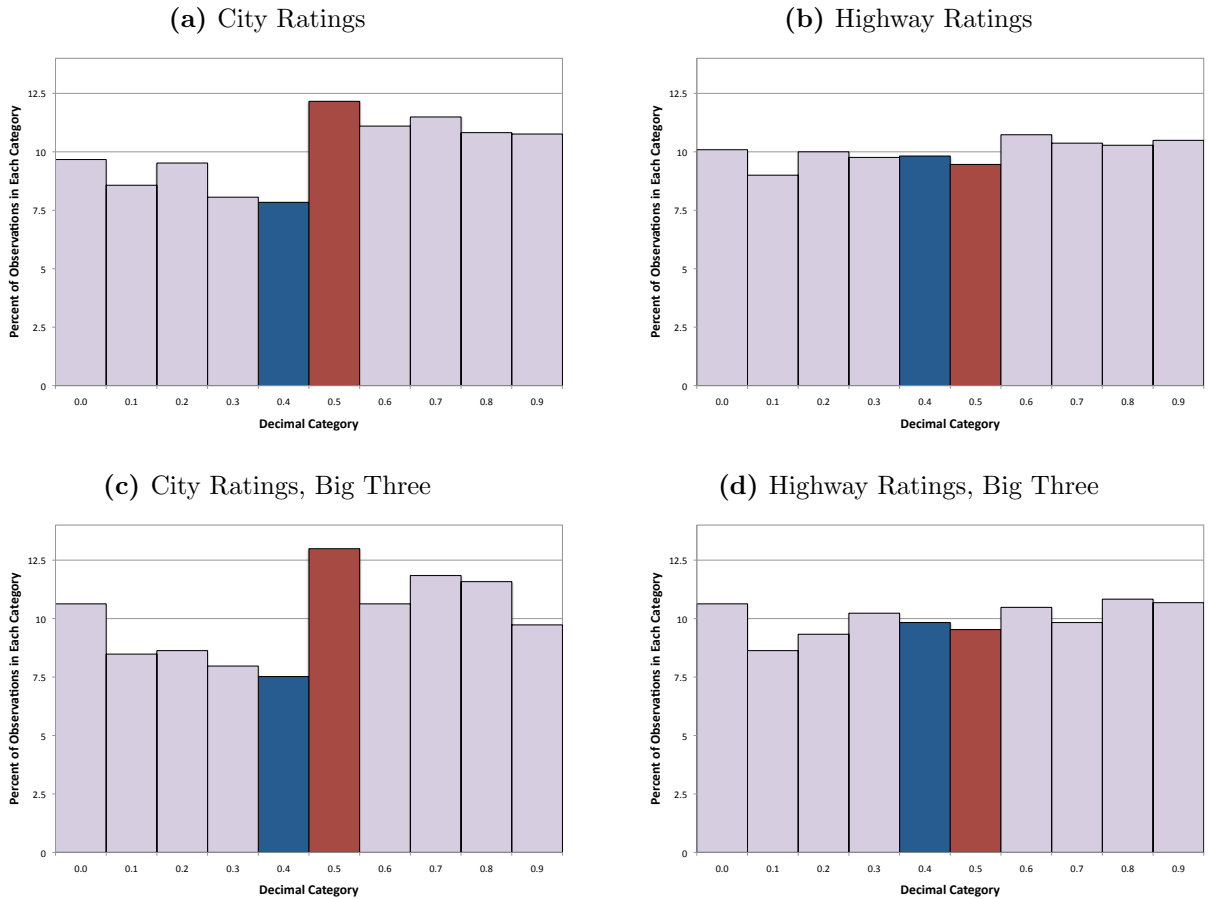 (a) City Ratings
Percent of Observations in Each Category
12.5
10
7.5
5
2.5
0
0.0 0.1 0.2 0.3 0.4 0.5 0.6 0.7 0.8 0.9
Decimal Category
(b) Highway Ratings
Percent of Observations in Each Category
12.5
10
7.5
5
2.5
0
0.0 0.1 0.2 0.3 0.4 0.5 0.6 0.7 0.8 0.9
Decimal Category
(c) City Ratings, Big Three
Percent of Observations in Each Category
12.5
10
7.5
5
2.5
0
0.0 0.1 0.2 0.3 0.4 0.5 0.6 0.7 0.8 0.9
Decimal Category
(d) Highway Ratings, Big Three
Percent of Observations in Each Category
12.5
10
7.5
5
2.5
0
0.0 0.1 0.2 0.3 0.4 0.5 0.6 0.7 0.8 0.9
Decimal Category